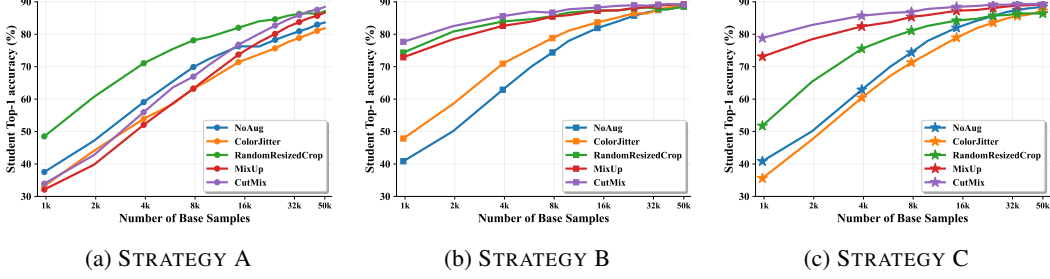 Student Top-1 accuracy (%)
90
80
70
60
50
40
30
1k
2k
4k
8k
16k
32k
50k
Number of Base Samples
NoAug
ColorJitter
RandomResizedCrop
MixUp
CutMix
(a) STRATEGY A
Student Top-1 accuracy (%)
90
80
70
60
50
40
30
1k
2k
4k
8k
16k
32k
50k
Number of Base Samples
NoAug
ColorJitter
RandomResizedCrop
MixUp
CutMix
(b) STRATEGY B
Student Top-1 accuracy (%)
90
80
70
60
50
40
30
1k
2k
4k
8k
16k
32k
50k
Number of Base Samples
NoAug
ColorJitter
RandomResizedCrop
MixUp
CutMix
(c) STRATEGY C